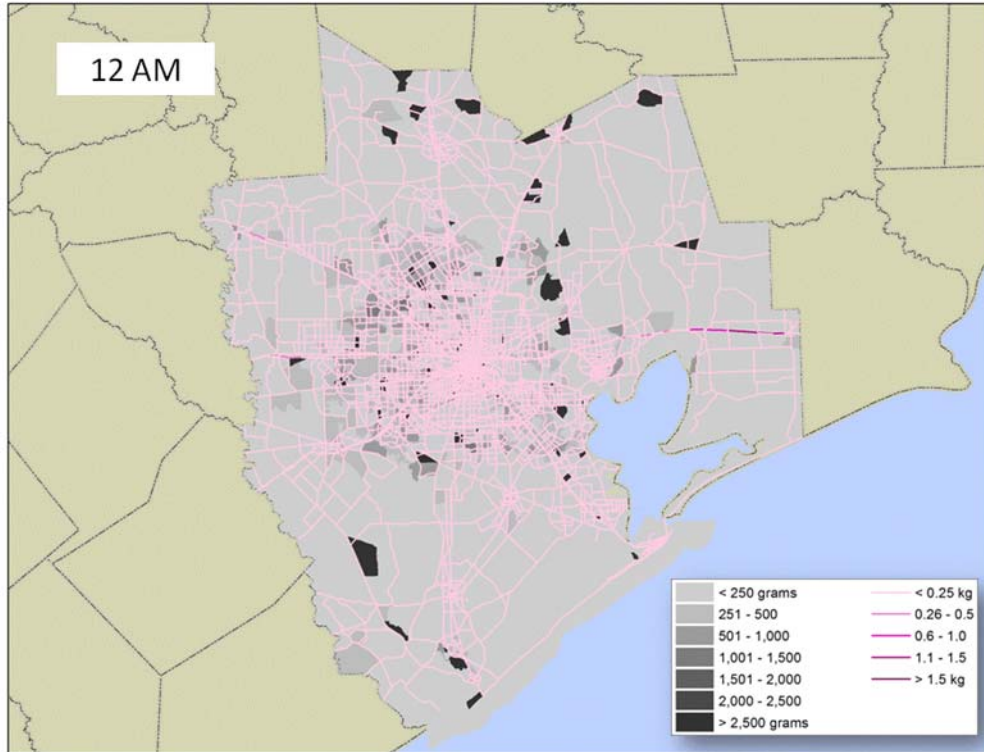 12 AM
< 250 grams
251 - 500
501 - 1,000
1,001 - 1,500
1,501 - 2,000
2,000 - 2,500
> 2,500 grams
< 0.25 kg
0.26 - 0.5
0.6 - 1.0
1.1 - 1.5
> 1.5 kg